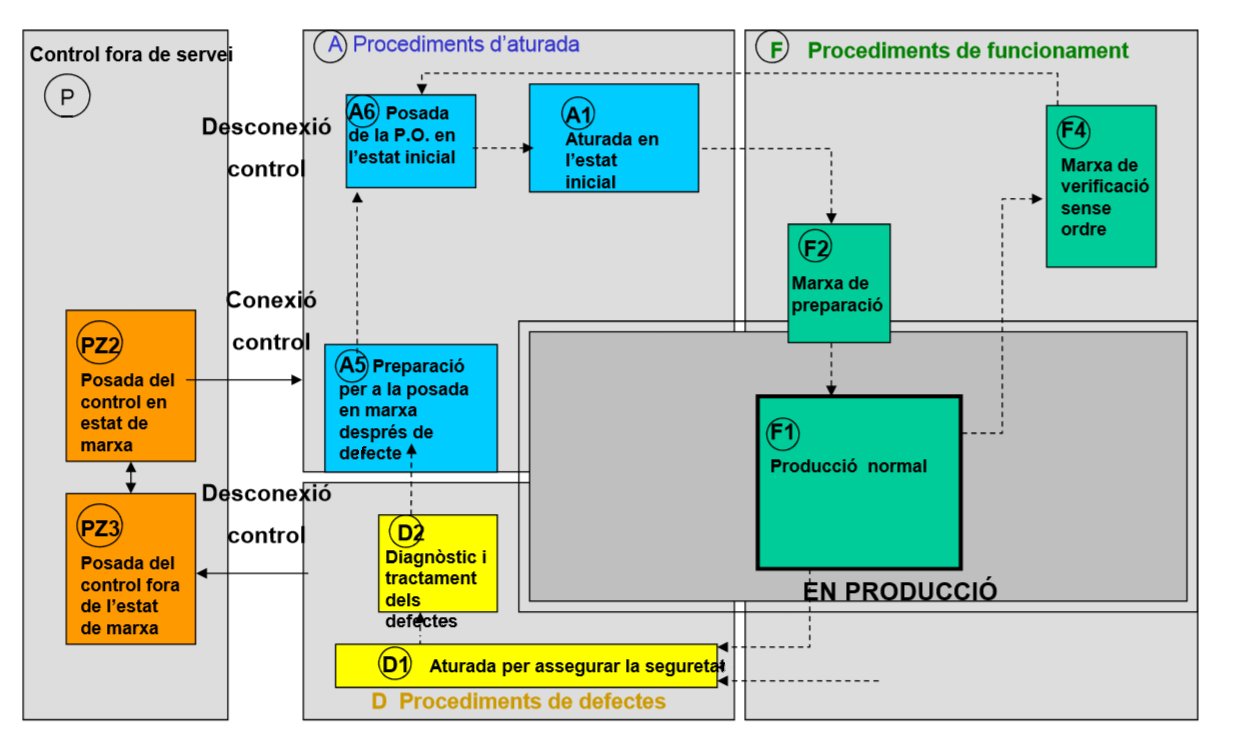 Control fora de servei
P
A Procediments d'aturada
F Procediments de funcionament
Desconexió
control
A6 Posada
de la P.O. en
l'estat inicial
A1
Aturada en
l'estat
inicial
F4
Marxa de
verificació
sense
ordre
F2
Marxa de
preparació
Conexió
control
PZ2
Posada del
control en
estat de
marxa
A5 Preparació
per a la posada
en marxa
després de
defecte
F1
Producció normal
Desconexió
control
PZ3
Posada del
control fora
de l'estat
de marxa
D2
Diagnòstic i
tractament
dels
defectes
EN PRODUCCIÓ
D1 Aturada per assegurar la seguretat
D Procediments de defectes